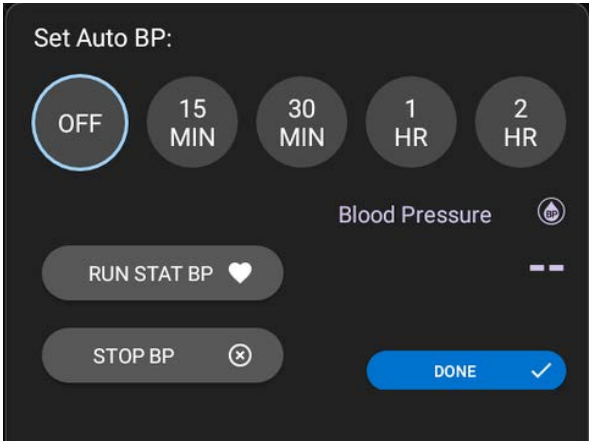 Set Auto BP:
OFF
15
MIN
30
MIN
1
HR
2
HR
Blood Pressure
BP
--
RUN STAT BP
STOP BP
DONE